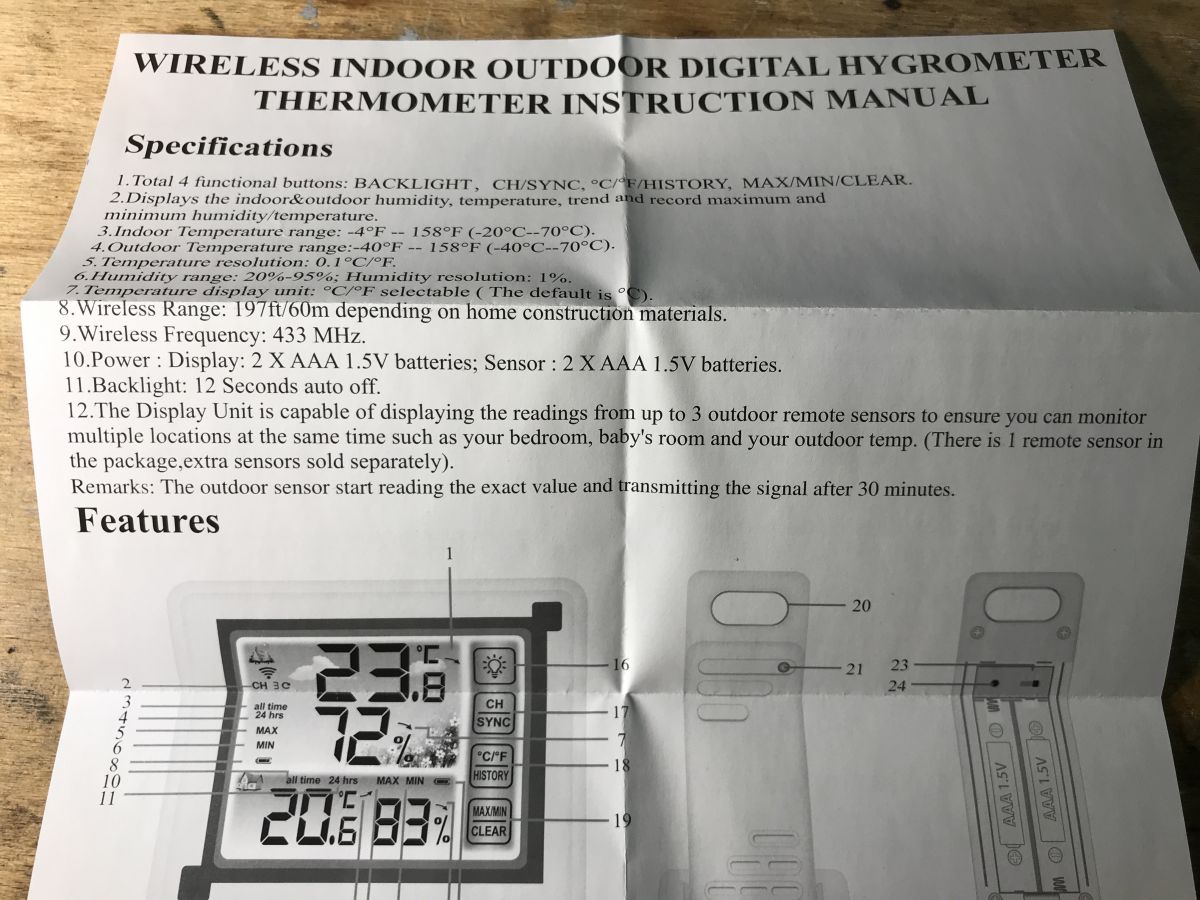 WIRELESS INDOOR OUTDOOR DIGITAL HYGROMETER
THERMOMETER INSTRUCTION MANUAL
Specifications
1.Total 4 functional buttons: BACKLIGHT, CH/SYNC, °C/°F/HISTORY, MAX/MIN/CLEAR.
2.Displays the indoor&outdoor humidity, temperature, trend and record maximum and
minimum humidity/temperature.
3.Indoor Temperature range: -4°F -- 158°F (-20°C--70°C).
4.Outdoor Temperature range:-40°F -- 158°F (-40°C--70°C).
5.Temperature resolution: 0.1°C/°F.
6.Humidity range: 20%-95%; Humidity resolution: 1%.
7.Temperature display unit: °C/°F selectable ( The default is °C).
8.Wireless Range: 197ft/60m depending on home construction materials.
9.Wireless Frequency: 433 MHz.
10.Power : Display: 2 X AAA 1.5V batteries; Sensor : 2 X AAA 1.5V batteries.
11.Backlight: 12 Seconds auto off.
12.The Display Unit is capable of displaying the readings from up to 3 outdoor remote sensors to ensure you can monitor
multiple locations at the same time such as your bedroom, baby's room and your outdoor temp. (There is 1 remote sensor in
the package,extra sensors sold separately).
Remarks: The outdoor sensor start reading the exact value and transmitting the signal after 30 minutes.
Features
1
2
3
4
5
6
8
10
11
CH 3
23.8 °C
all time
24 hrs
MAX
MIN
72 %
all time 24 hrs MAX MIN
20.6 °C 83 %
CH
SYNC
°C/°F
HISTORY
MAX/MIN
CLEAR
16
17
7
18
19
20
21
23
24
AAA 1.5V
AAA 1.5V